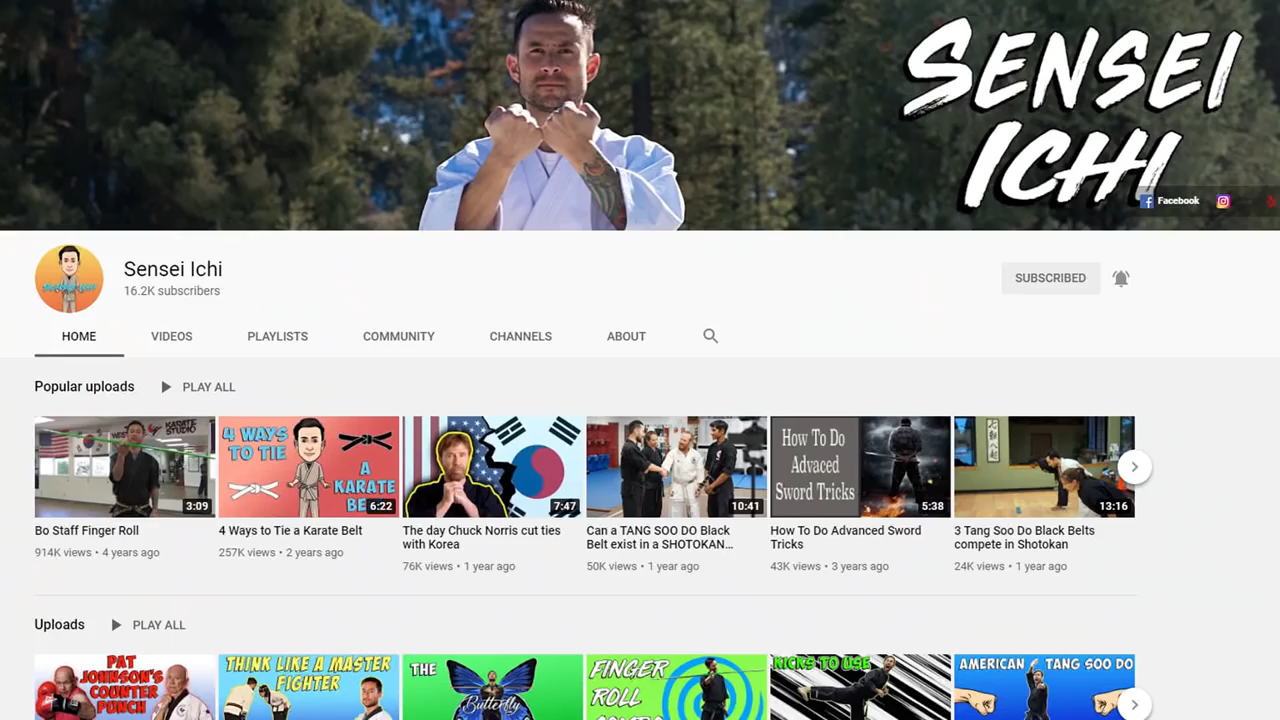 SENSEI
ICHI
Facebook
Sensei Ichi
16.2K subscribers
SUBSCRIBED
HOME
VIDEOS
PLAYLISTS
COMMUNITY
CHANNELS
ABOUT
Popular uploads
PLAY ALL
KARATE
STUDIO
3:09
4 WAYS
TO TIE
A
KARATE
BE
6:22
7:47
10:41
How To Do
Advaced
Sword Tricks
5:38
13:16
Bo Staff Finger Roll
914K views • 4 years ago
4 Ways to Tie a Karate Belt
257K views • 2 years ago
The day Chuck Norris cut ties
with Korea
76K views • 1 year ago
Can a TANG SOO DO Black
Belt exist in a SHOTOKAN...
50K views • 1 year ago
How To Do Advanced Sword
Tricks
43K views • 3 years ago
3 Tang Soo Do Black Belts
compete in Shotokan
24K views • 1 year ago
Uploads
PLAY ALL
PAT
JOHNSON'S
COUNTER
PUNCH
THINK LIKE A MASTER
FIGHTER
THE
Butterfly
FINGER
ROLL
KICKS TO USE
AMERICAN TANG SOO DO